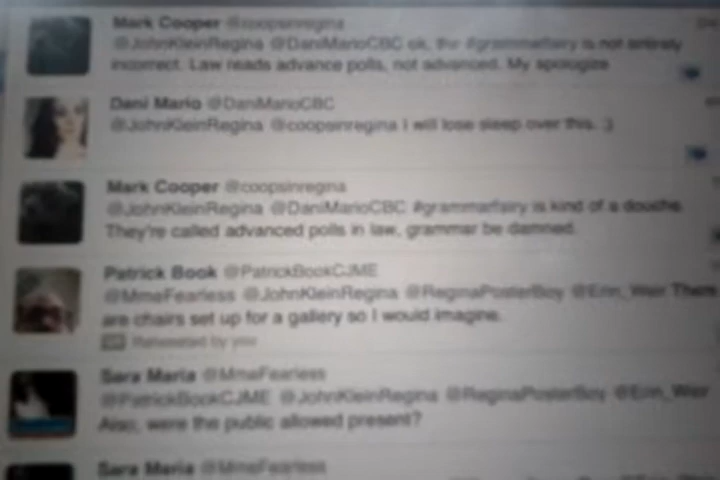 Mark Cooper @coopsinregina
@JohnKleinRegina @DaniMarioCBC ok, thr #grammarfairy is not entirely
incorrect. Law reads advance polls, not advanced. My apologize
Dani Mario @DaniMarioCBC
@JohnKleinRegina @coopsinregina I will lose sleep over this. :)
Mark Cooper @coopsinregina
@JohnKleinRegina @DaniMarioCBC #grammarfairy is kind of a douche.
They're called advanced polls in law, grammar be damned.
Patrick Book @PatrickBookCJME
@MmeFearless @JohnKleinRegina @ReginaPosterBoy @Erin_Weir There
are chairs set up for a gallery so I would imagine.
Retweeted by you
Sara Maria @MmeFearless
@PatrickBookCJME @JohnKleinRegina @ReginaPosterBoy @Erin_Weir
Also, were the public allowed present?
Sara Maria @MmeFearless